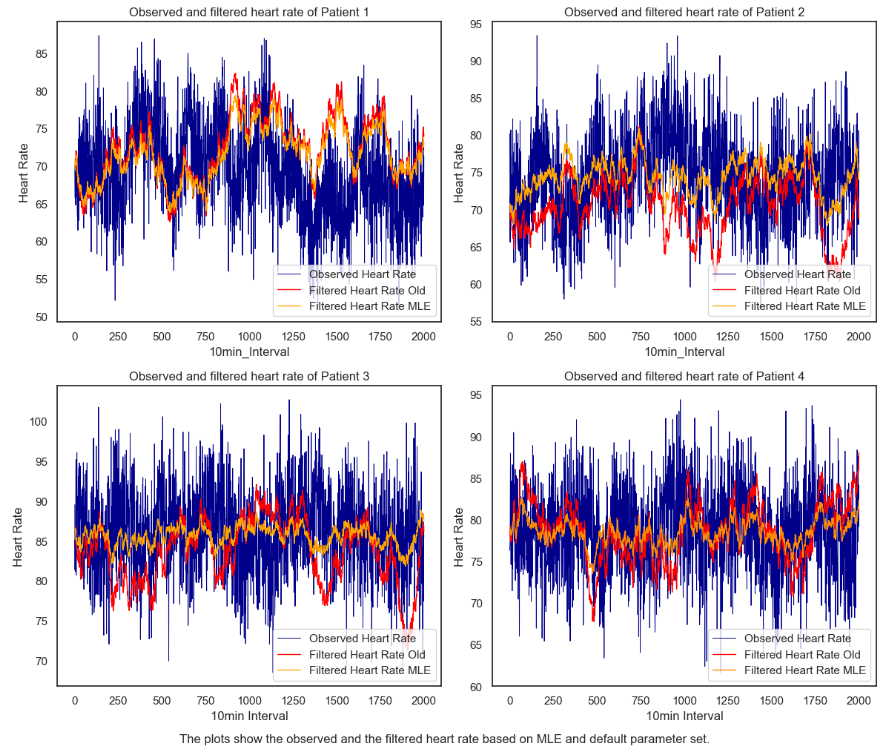 Observed and filtered heart rate of Patient 1
Heart Rate
85
80
75
70
65
60
55
50
Observed Heart Rate
Filtered Heart Rate Old
Filtered Heart Rate MLE
0 250 500 750 1000 1250 1500 1750 2000
10min_Interval
Observed and filtered heart rate of Patient 2
Heart Rate
95
90
85
80
75
70
65
60
55
Observed Heart Rate
Filtered Heart Rate Old
Filtered Heart Rate MLE
0 250 500 750 1000 1250 1500 1750 2000
10min_Interval
Observed and filtered heart rate of Patient 3
Heart Rate
100
95
90
85
80
75
70
Observed Heart Rate
Filtered Heart Rate Old
Filtered Heart Rate MLE
0 250 500 750 1000 1250 1500 1750 2000
10min Interval
Observed and filtered heart rate of Patient 4
Heart Rate
95
90
85
80
75
70
65
60
Observed Heart Rate
Filtered Heart Rate Old
Filtered Heart Rate MLE
0 250 500 750 1000 1250 1500 1750 2000
10min Interval
The plots show the observed and the filtered heart rate based on MLE and default parameter set.